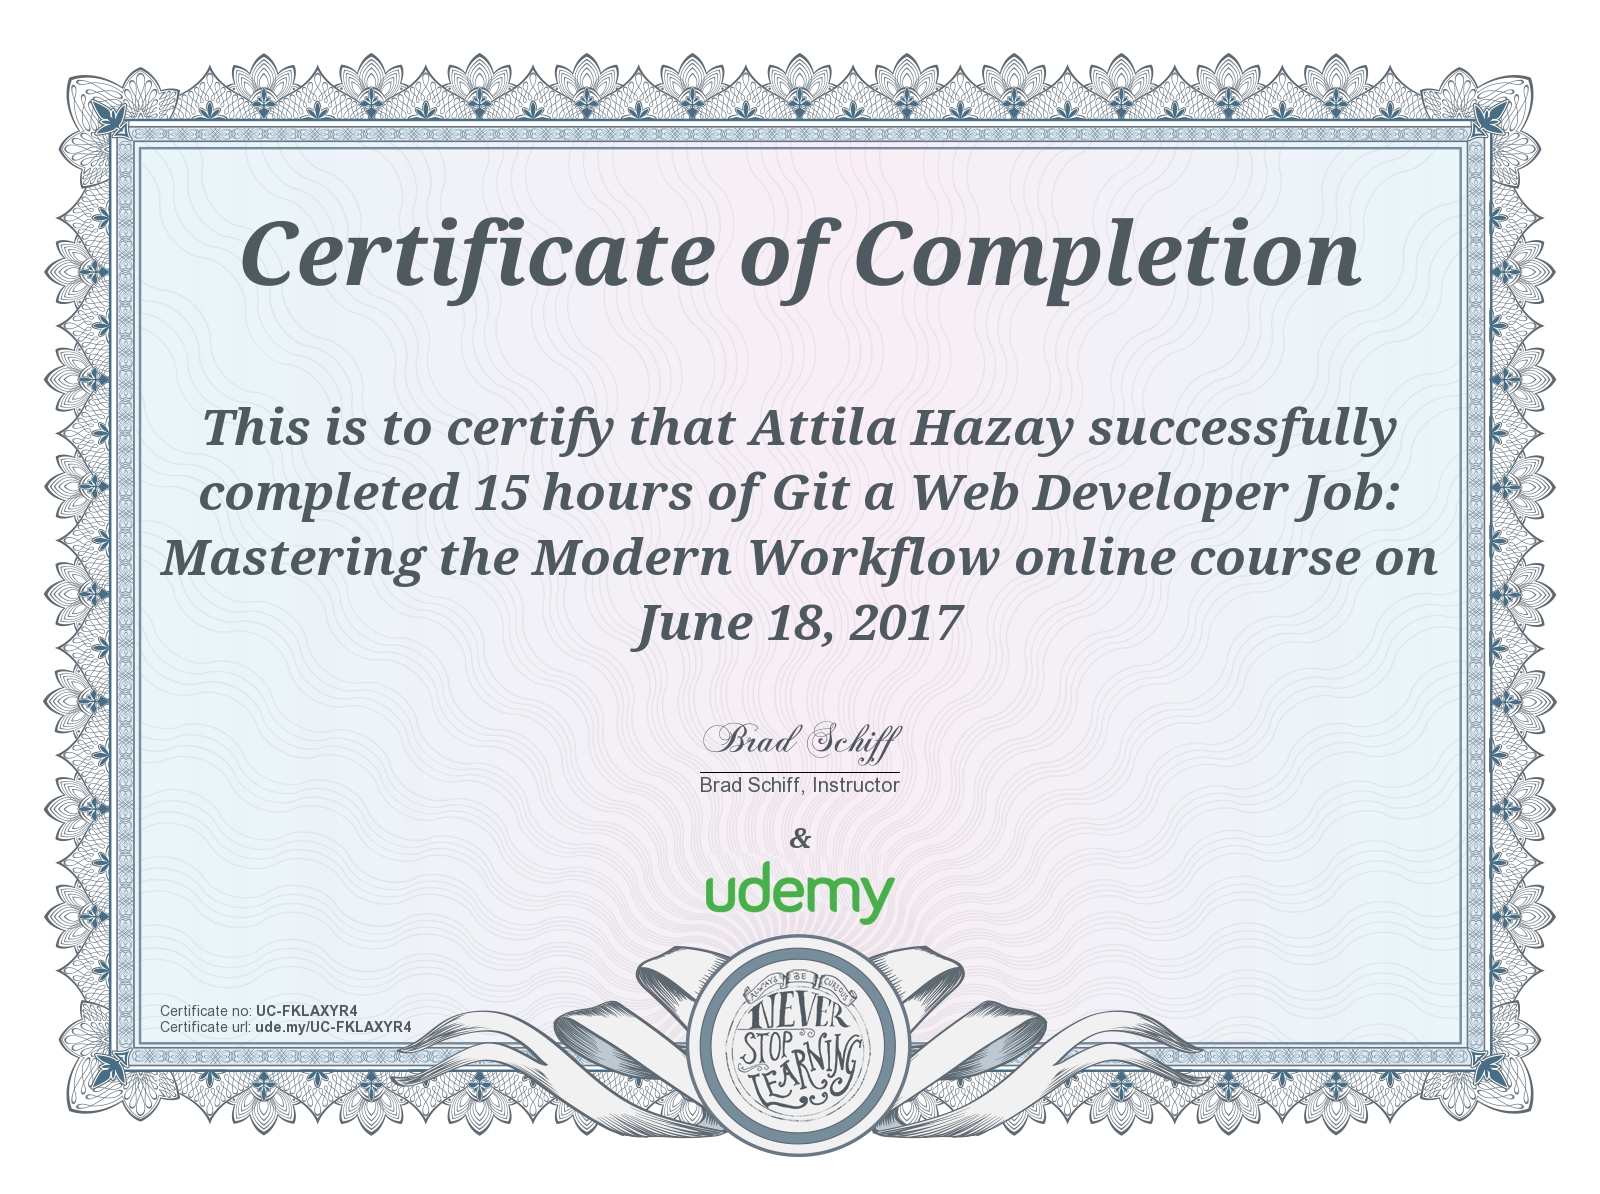 Certificate of Completion
This is to certify that Attila Hazay successfully
completed 15 hours of Git a Web Developer Job:
Mastering the Modern Workflow online course on
June 18, 2017
Brad Schiff
Brad Schiff, Instructor
&
udemy
Certificate no: UC-FKLAXYR4
Certificate url: ude.my/UC-FKLAXYR4
ALWAYS BE CURIOUS
NEVER
STOP
LEARNING